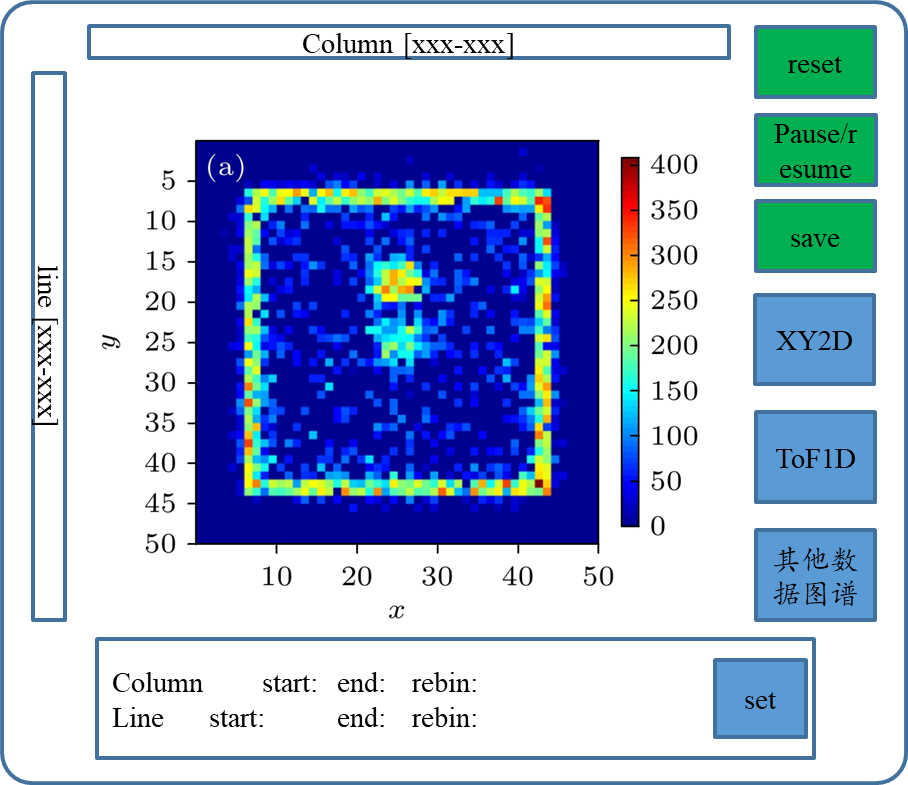 Column [xxx-xxx]
reset
Pause/r
esume
save
XY2D
ToF1D
其他数
据图谱
line [xxx-xxx]
(a)
5
10
15
20
25
30
35
40
45
50
y
10
20
30
40
50
x
400
350
300
250
200
150
100
50
0
Column start: end: rebin:
Line start: end: rebin:
set